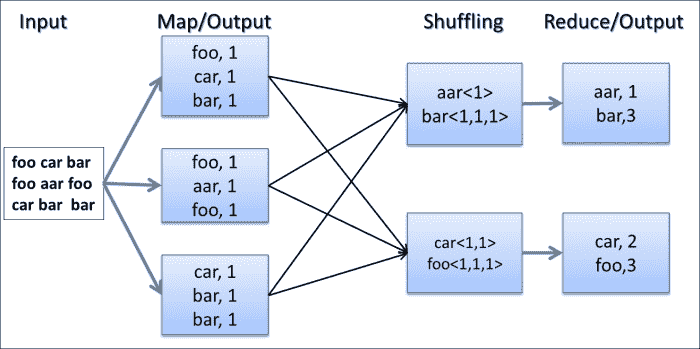 Input
Map/Output
Shuffling
Reduce/Output
foo car bar
foo aar foo
car bar  bar
foo, 1
car, 1
bar, 1
foo, 1
aar, 1
foo, 1
car, 1
bar, 1
bar, 1
aar<1>
bar<1,1,1>
car<1,1>
foo<1,1,1>
aar, 1
bar,3
car, 2
foo,3